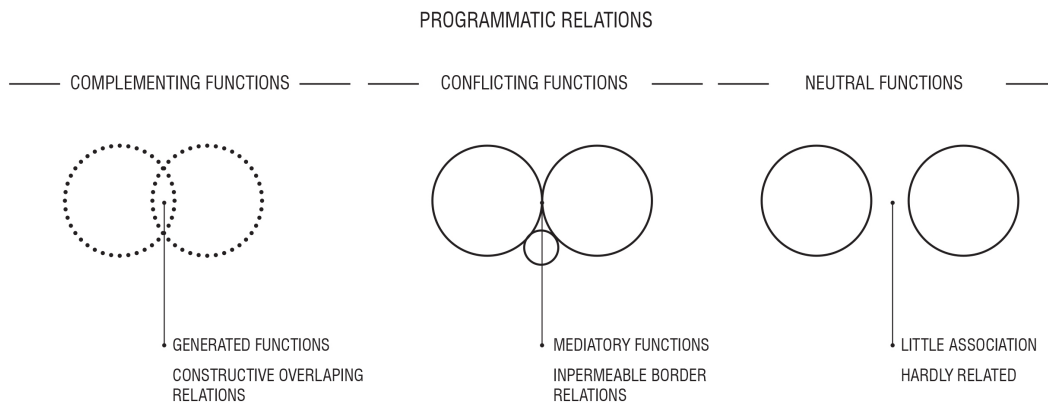 PROGRAMMATIC RELATIONS
COMPLEMENTING FUNCTIONS
CONFLICTING FUNCTIONS
NEUTRAL FUNCTIONS
GENERATED FUNCTIONS
CONSTRUCTIVE OVERLAPING
RELATIONS
MEDIATORY FUNCTIONS
INPERMEABLE BORDER
RELATIONS
LITTLE ASSOCIATION
HARDLY RELATED